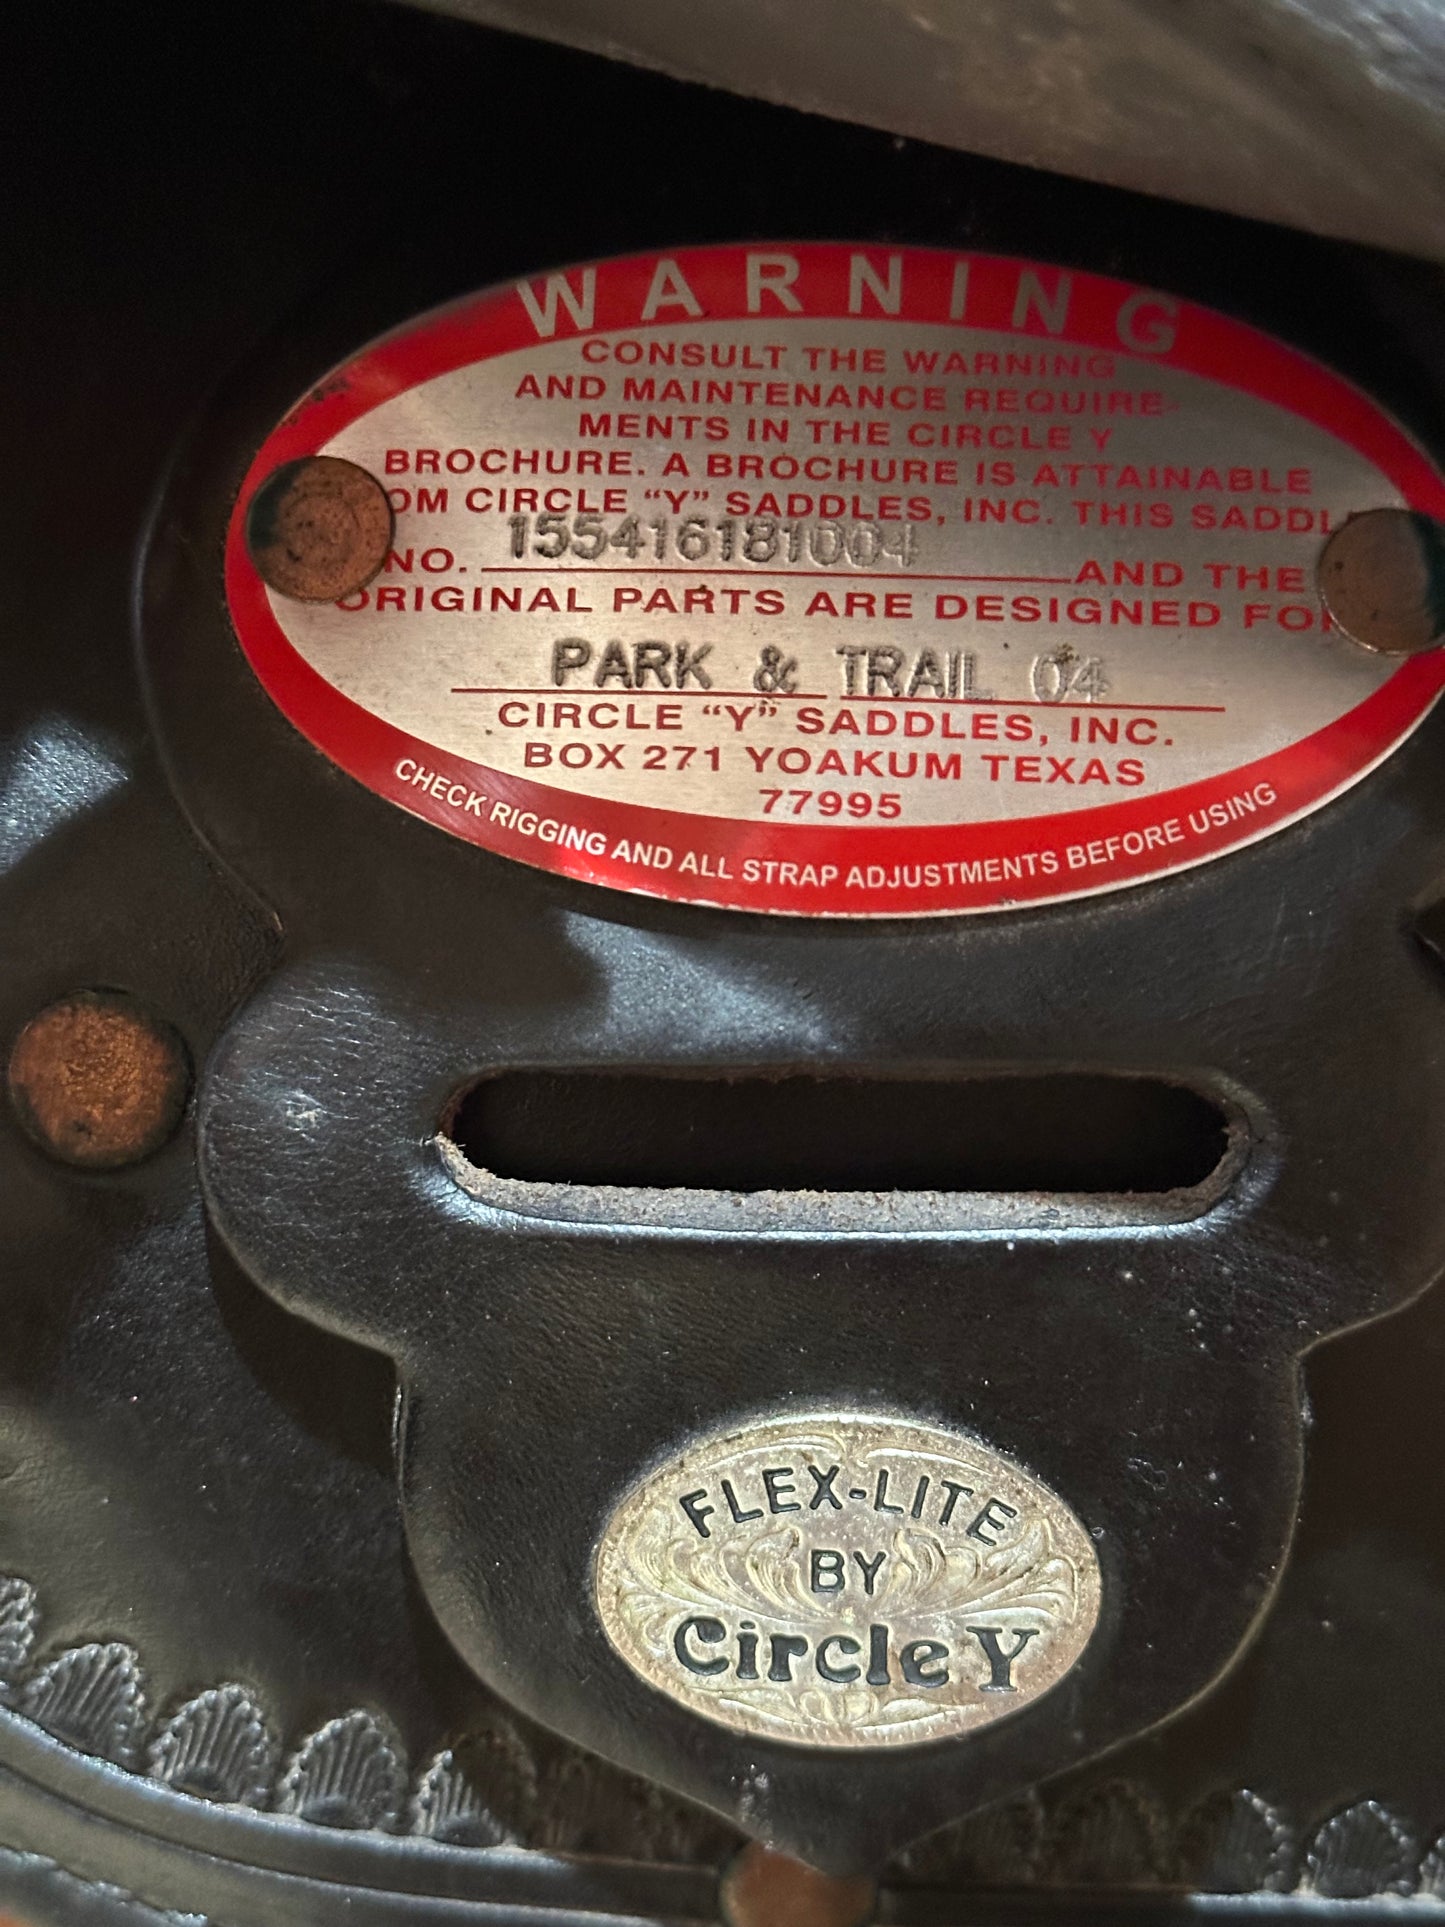 WARNING
CONSULT THE WARNING
AND MAINTENANCE REQUIRE-
MENTS IN THE CIRCLE Y
BROCHURE. A BROCHURE IS ATTAINABLE
OM CIRCLE “Y” SADDLES, INC. THIS SADDL
NO. 155416181004 AND THE
ORIGINAL PARTS ARE DESIGNED FO
PARK & TRAIL 04
CIRCLE “Y” SADDLES, INC.
BOX 271 YOAKUM TEXAS
77995
CHECK RIGGING AND ALL STRAP ADJUSTMENTS BEFORE USING
FLEX-LITE
BY
Circle Y